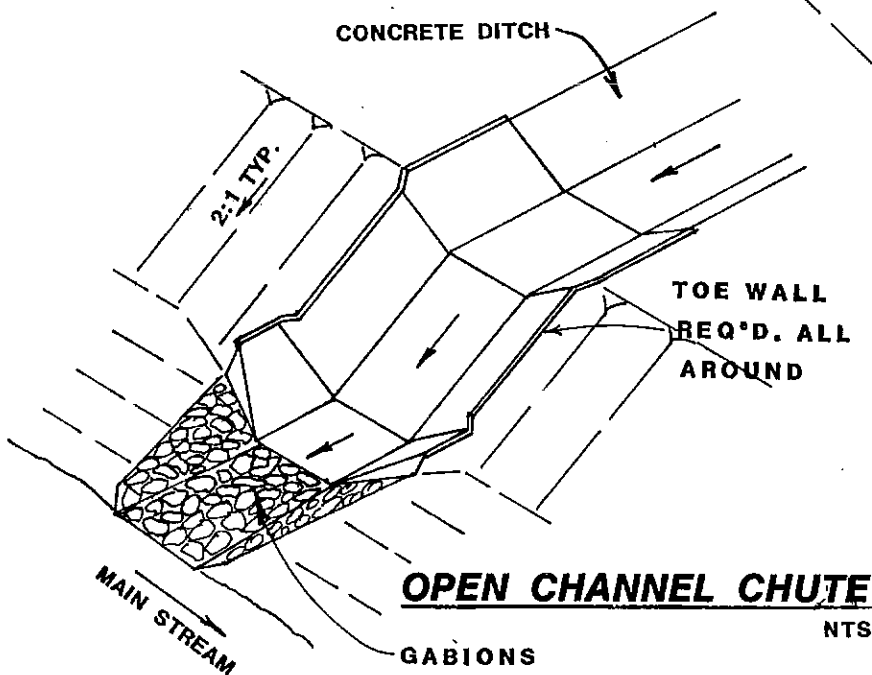 CONCRETE DITCH
2:1 TYP.
TOE WALL
REQ'D. ALL
AROUND
MAIN STREAM
OPEN CHANNEL CHUTE
NTS
GABIONS